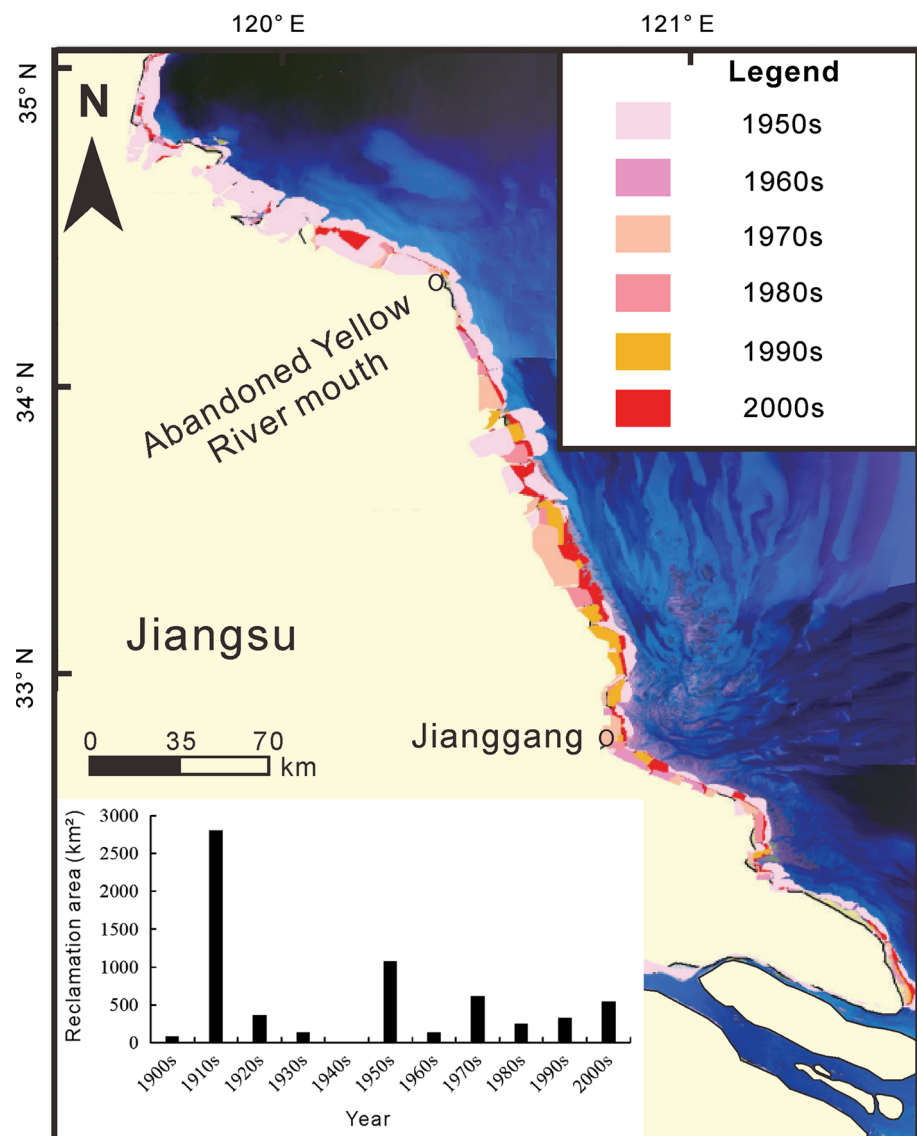 120° E
121° E
35° N
34° N
33° N
N
Legend
1950s
1960s
1970s
1980s
1990s
2000s
Abandoned Yellow
River mouth
Jiangsu
Jianggang
0 35 70
km
Reclamation area (km²)
3000
2500
2000
1500
1000
500
0
1900s
1910s
1920s
1930s
1940s
1950s
1960s
1970s
1980s
1990s
2000s
Year